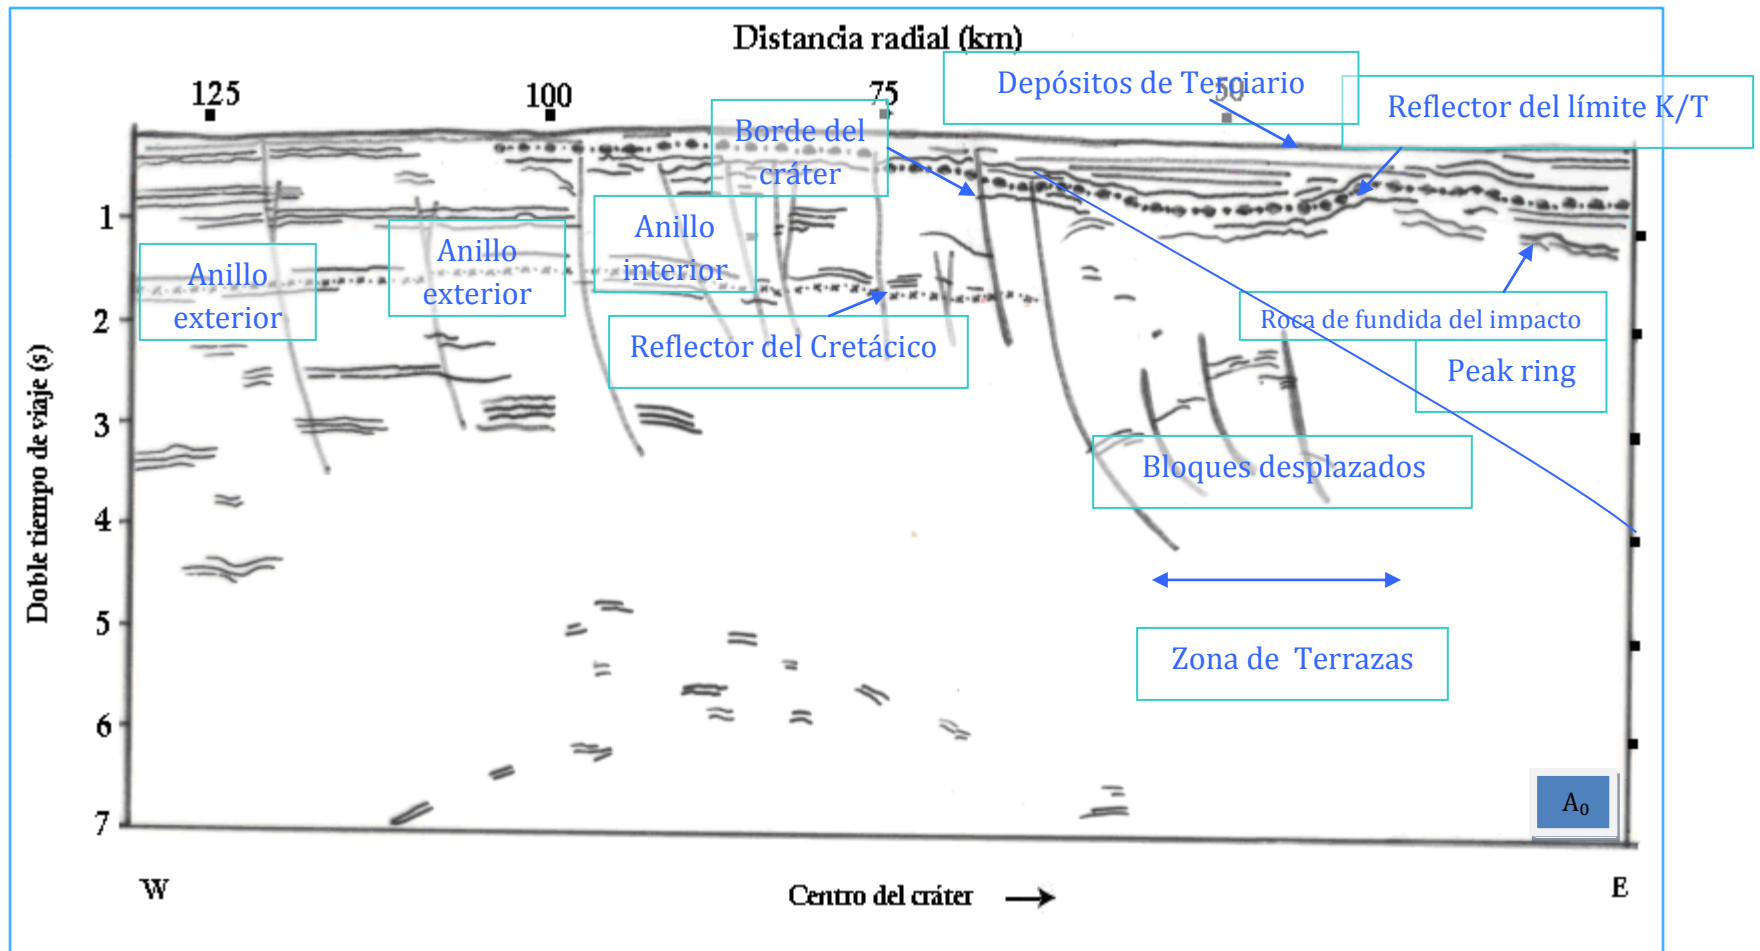 Distancia radial (km)
125
100
75
50
Depósitos de Terciario
Reflector del límite K/T
Borde del
cráter
Anillo
interior
Anillo
exterior
Anillo
exterior
Reflector del Cretácico
Roca de fundida del impacto
Peak ring
Bloques desplazados
Zona de Terrazas
Doble tiempo de viaje (s)
1
2
3
4
5
6
7
A₀
W
Centro del cráter →
E